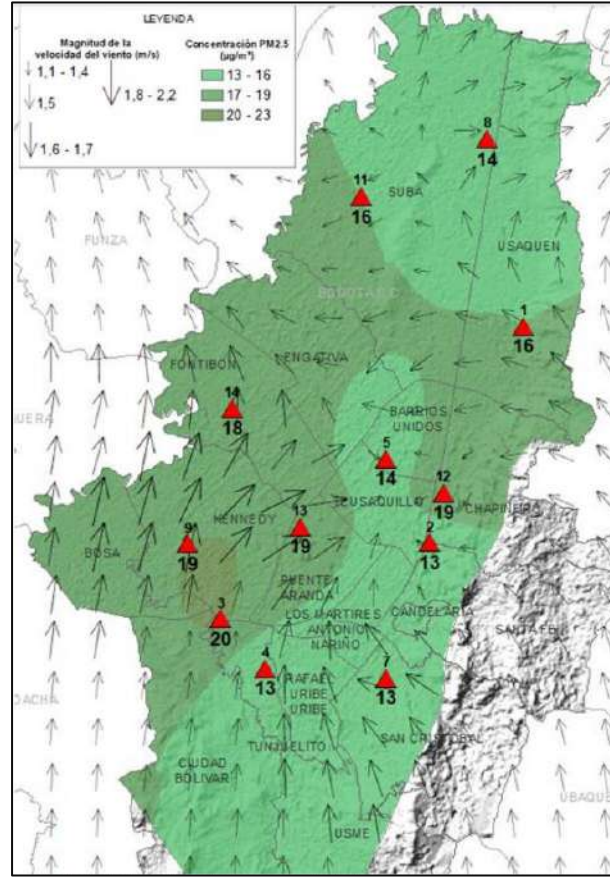 LEYENDA
Magnitud de la
velocidad del viento (m/s)
1,1 - 1,4
1,5
1,6 - 1,7
1,8 - 2,2
Concentración PM2.5
(µg/m³)
13 - 16
17 - 19
20 - 23
8
14
11
16
SUBA
USAQUEN
FUNZA
BOGOTA D.C
1
16
ENGATIVA
FONTIBON
14
18
BARRIOS
UNIDOS
5
14
12
19
CHAPINERO
EUSAQUILLO
2
13
KENNEDY
13
19
9
19
BOSA
PUENTE
ARANDA
CANDELARIA
LOS MARTIRES
ANTONIO
NARIÑO
SANTA FE
3
20
4
13
7
13
RAFAEL
URIBE
URIBE
SAN CRISTOBAL
TUNJUELITO
CIUDAD
BOLIVAR
USME
UERA
OACHA
UBAQUE